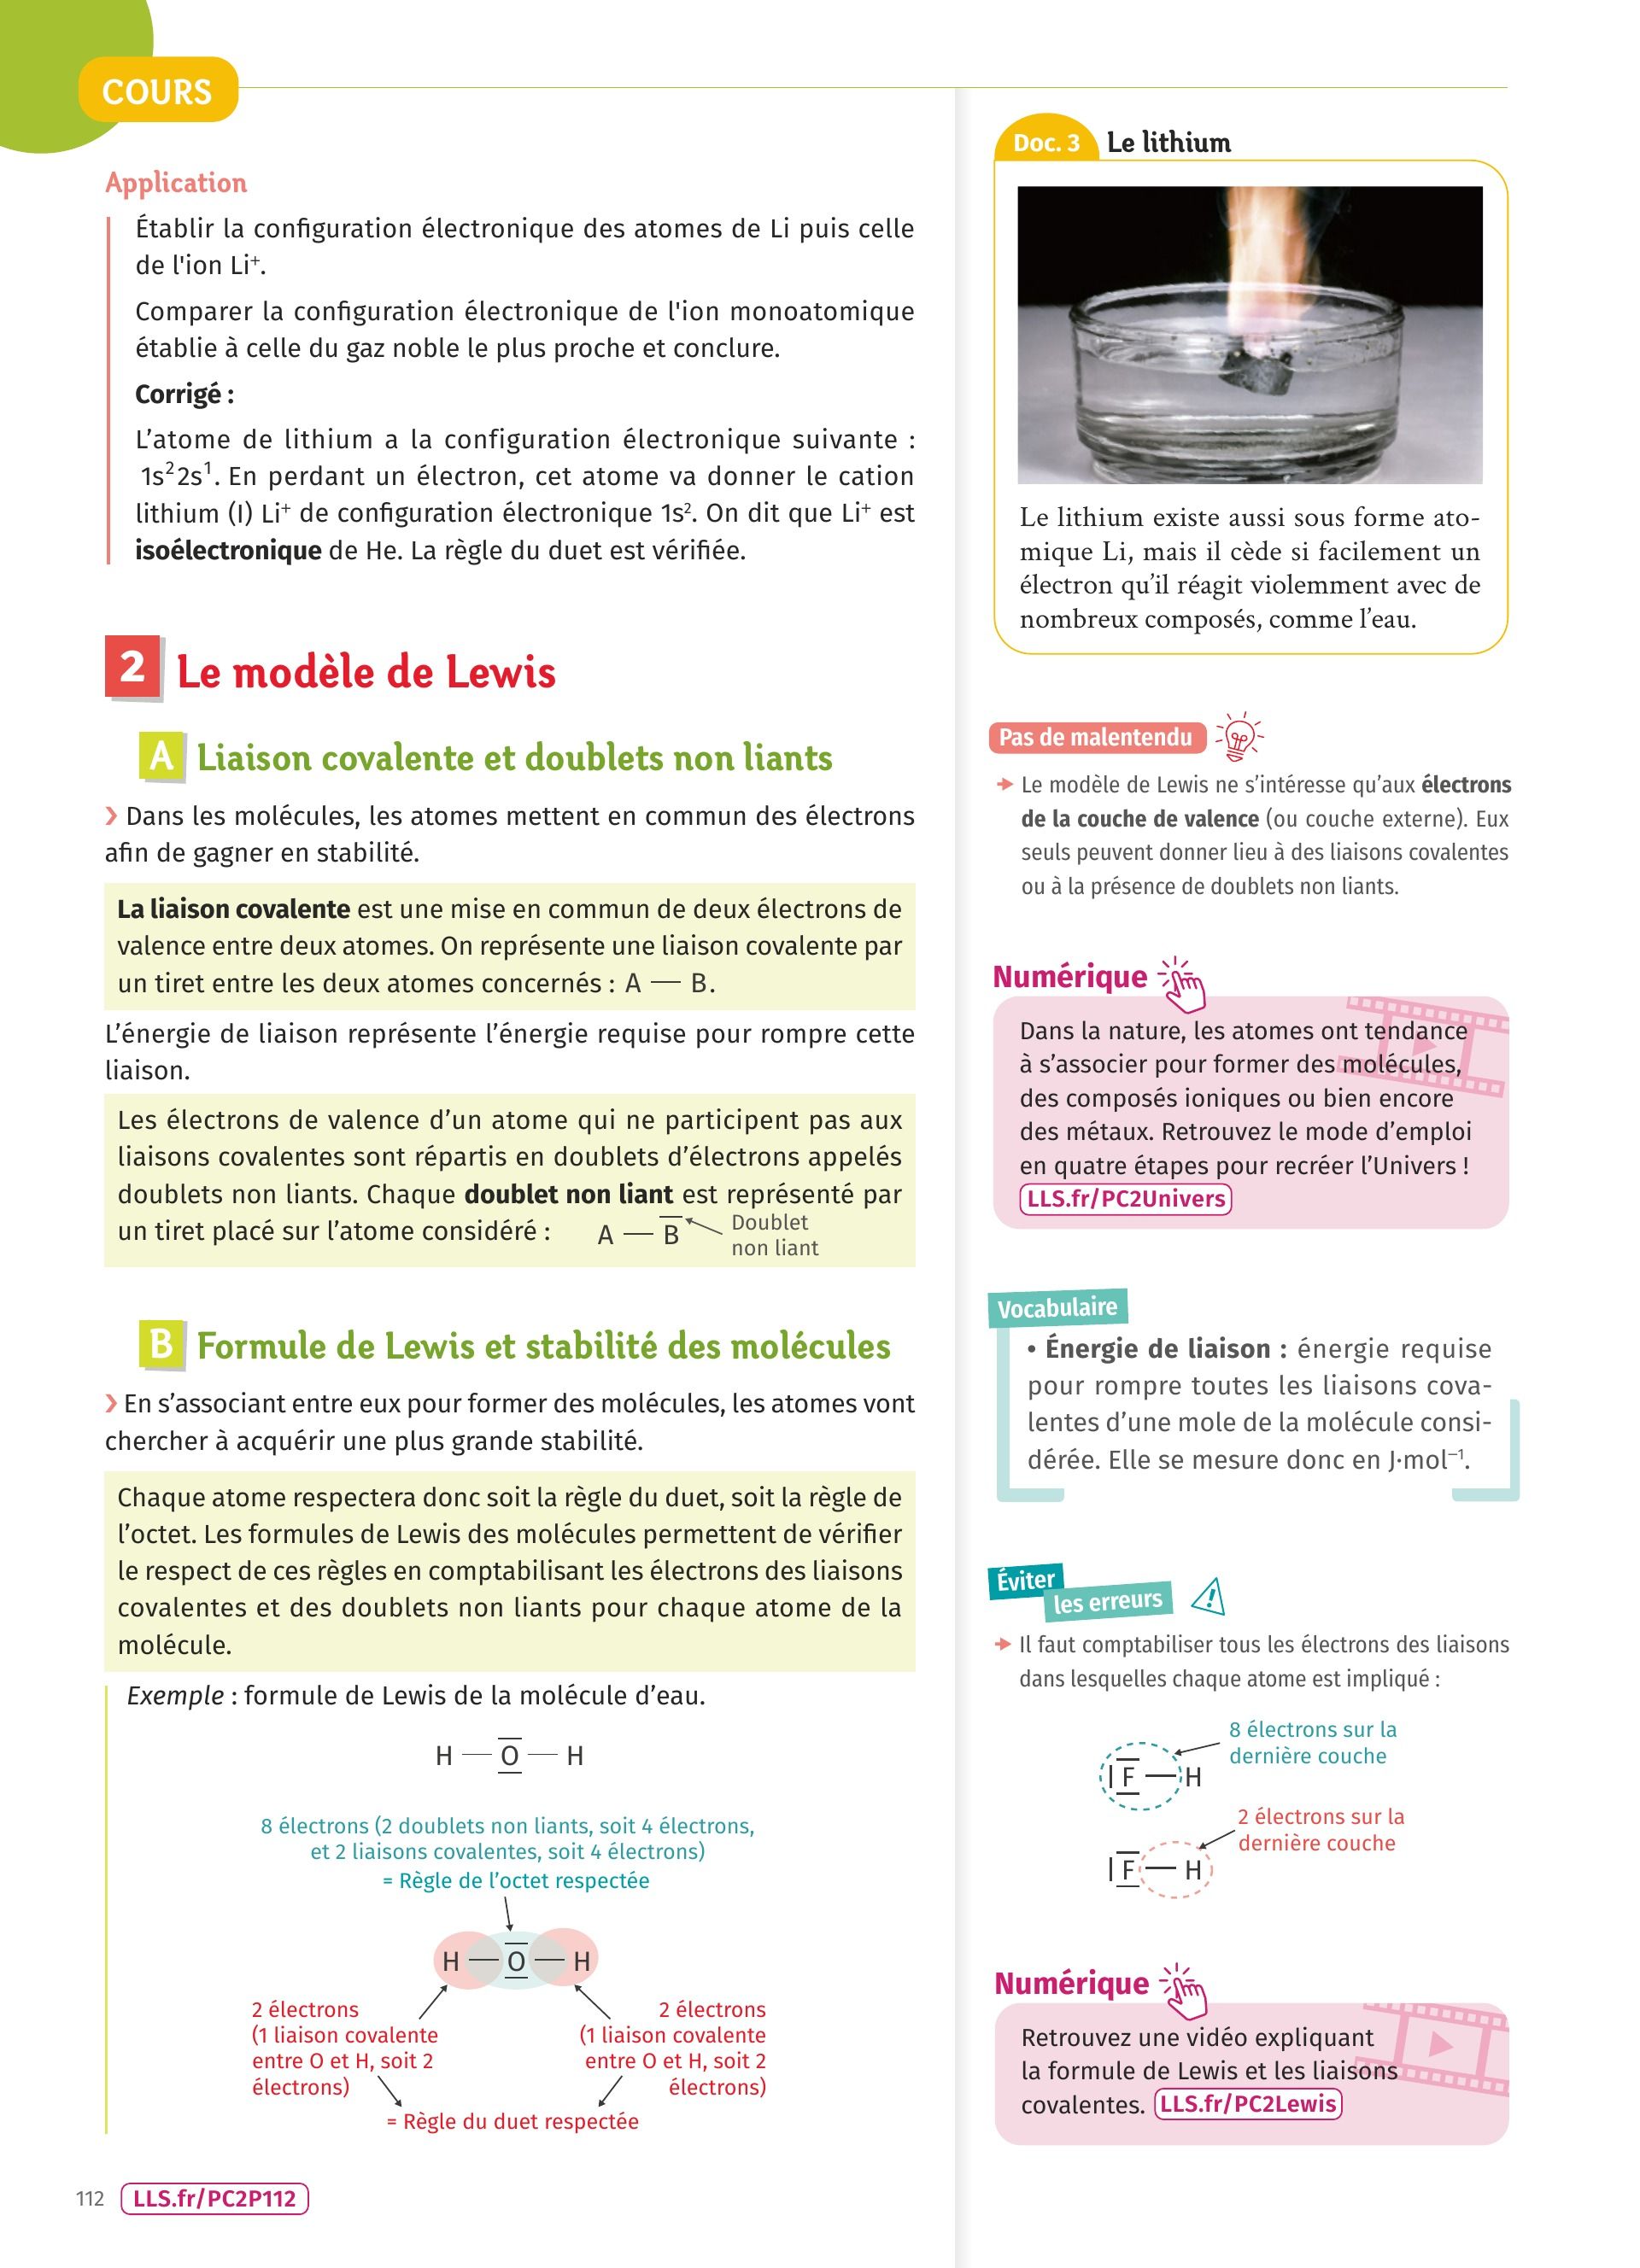 COURS
Application
Établir la configuration électronique des atomes de Li puis celle
de l'ion Li⁺.
Comparer la configuration électronique de l'ion monoatomique
établie à celle du gaz noble le plus proche et conclure.
Corrigé :
L’atome de lithium a la configuration électronique suivante :
1s²2s¹. En perdant un électron, cet atome va donner le cation
lithium (I) Li⁺ de configuration électronique 1s². On dit que Li⁺ est
isoélectronique de He. La règle du duet est vérifiée.
2 Le modèle de Lewis
A Liaison covalente et doublets non liants
› Dans les molécules, les atomes mettent en commun des électrons
afin de gagner en stabilité.
La liaison covalente est une mise en commun de deux électrons de
valence entre deux atomes. On représente une liaison covalente par
un tiret entre les deux atomes concernés : A — B.
L’énergie de liaison représente l’énergie requise pour rompre cette
liaison.
Les électrons de valence d’un atome qui ne participent pas aux
liaisons covalentes sont répartis en doublets d’électrons appelés
doublets non liants. Chaque doublet non liant est représenté par
un tiret placé sur l’atome considéré : A — B
Doublet
non liant
B Formule de Lewis et stabilité des molécules
› En s’associant entre eux pour former des molécules, les atomes vont
chercher à acquérir une plus grande stabilité.
Chaque atome respectera donc soit la règle du duet, soit la règle de
l’octet. Les formules de Lewis des molécules permettent de vérifier
le respect de ces règles en comptabilisant les électrons des liaisons
covalentes et des doublets non liants pour chaque atome de la
molécule.
Exemple : formule de Lewis de la molécule d’eau.
H — O — H
8 électrons (2 doublets non liants, soit 4 électrons,
et 2 liaisons covalentes, soit 4 électrons)
= Règle de l’octet respectée
H — O — H
2 électrons
(1 liaison covalente
entre O et H, soit 2
électrons)
2 électrons
(1 liaison covalente
entre O et H, soit 2
électrons)
= Règle du duet respectée
112 LLS.fr/PC2P112
Doc. 3 Le lithium
Le lithium existe aussi sous forme ato-
mique Li, mais il cède si facilement un
électron qu’il réagit violemment avec de
nombreux composés, comme l’eau.
Pas de malentendu
Le modèle de Lewis ne s’intéresse qu’aux électrons
de la couche de valence (ou couche externe). Eux
seuls peuvent donner lieu à des liaisons covalentes
ou à la présence de doublets non liants.
Numérique
Dans la nature, les atomes ont tendance
à s’associer pour former des molécules,
des composés ioniques ou bien encore
des métaux. Retrouvez le mode d’emploi
en quatre étapes pour recréer l’Univers !
LLS.fr/PC2Univers
Vocabulaire
• Énergie de liaison : énergie requise
pour rompre toutes les liaisons cova-
lentes d’une mole de la molécule consi-
dérée. Elle se mesure donc en J·mol⁻¹.
Éviter
les erreurs
Il faut comptabiliser tous les électrons des liaisons
dans lesquelles chaque atome est impliqué :
8 électrons sur la
dernière couche
|F — H
2 électrons sur la
dernière couche
|F — H
Numérique
Retrouvez une vidéo expliquant
la formule de Lewis et les liaisons
covalentes. LLS.fr/PC2Lewis